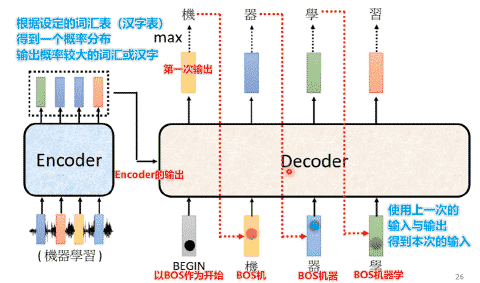 根据设定的词汇表（汉字表）
得到一个概率分布
输出概率较大的词汇或汉字
機 器 學 習
max
第一次输出
Encoder
Encoder的输出
Decoder
(機器學習)
BEGIN 機 器 學
以BOS作为开始 BOS机 BOS机器 BOS机器学
使用上一次的
输入与输出
得到本次的输入
26